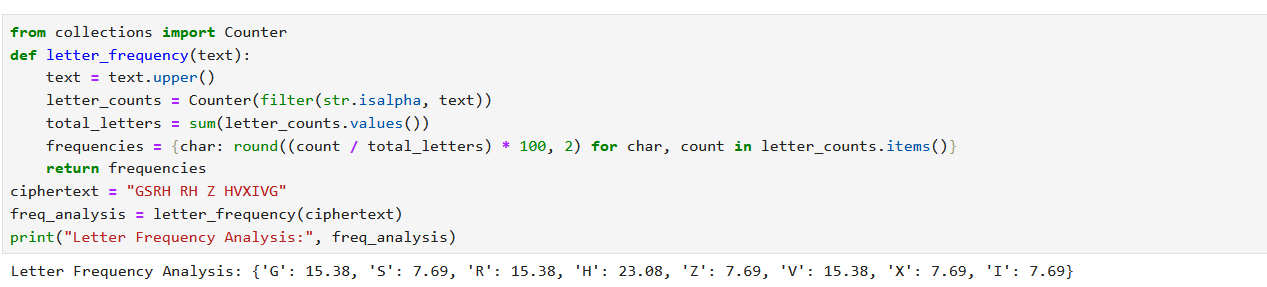 from collections import Counter
def letter_frequency(text):
    text = text.upper()
    letter_counts = Counter(filter(str.isalpha, text))
    total_letters = sum(letter_counts.values())
    frequencies = {char: round((count / total_letters) * 100, 2) for char, count in letter_counts.items()}
    return frequencies
ciphertext = "GSRH RH Z HVXIVG"
freq_analysis = letter_frequency(ciphertext)
print("Letter Frequency Analysis:", freq_analysis)
Letter Frequency Analysis: {'G': 15.38, 'S': 7.69, 'R': 15.38, 'H': 23.08, 'Z': 7.69, 'V': 15.38, 'X': 7.69, 'I': 7.69}